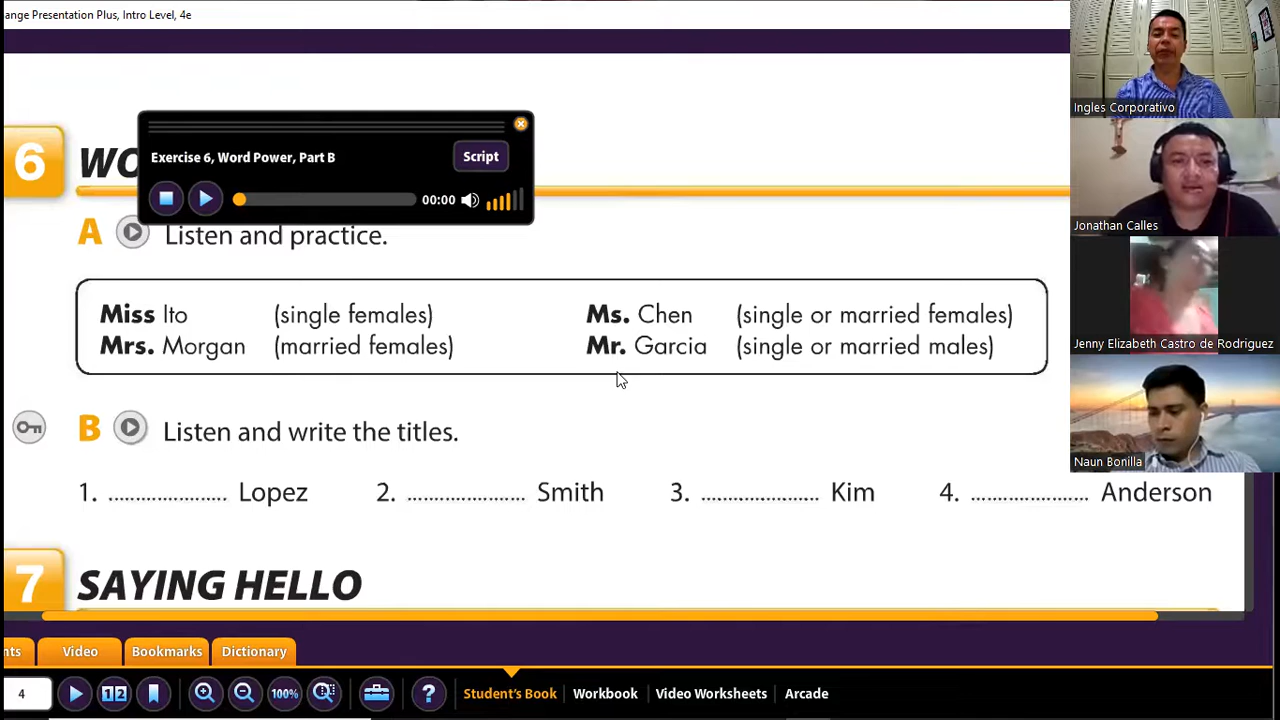 ange Presentation Plus, Intro Level, 4e
Ingles Corporativo
Exercise 6, Word Power, Part B
Script
00:00
6 WO
A Listen and practice.
Miss Ito (single females) Ms. Chen (single or married females)
Mrs. Morgan (married females) Mr. Garcia (single or married males)
Jonathan Calles
Jenny Elizabeth Castro de Rodriguez
B Listen and write the titles.
Naun Bonilla
1. ...................... Lopez 2. ...................... Smith 3. ...................... Kim 4. ...................... Anderson
7 SAYING HELLO
nts Video Bookmarks Dictionary
4 1 2 100% ? Student's Book Workbook Video Worksheets Arcade